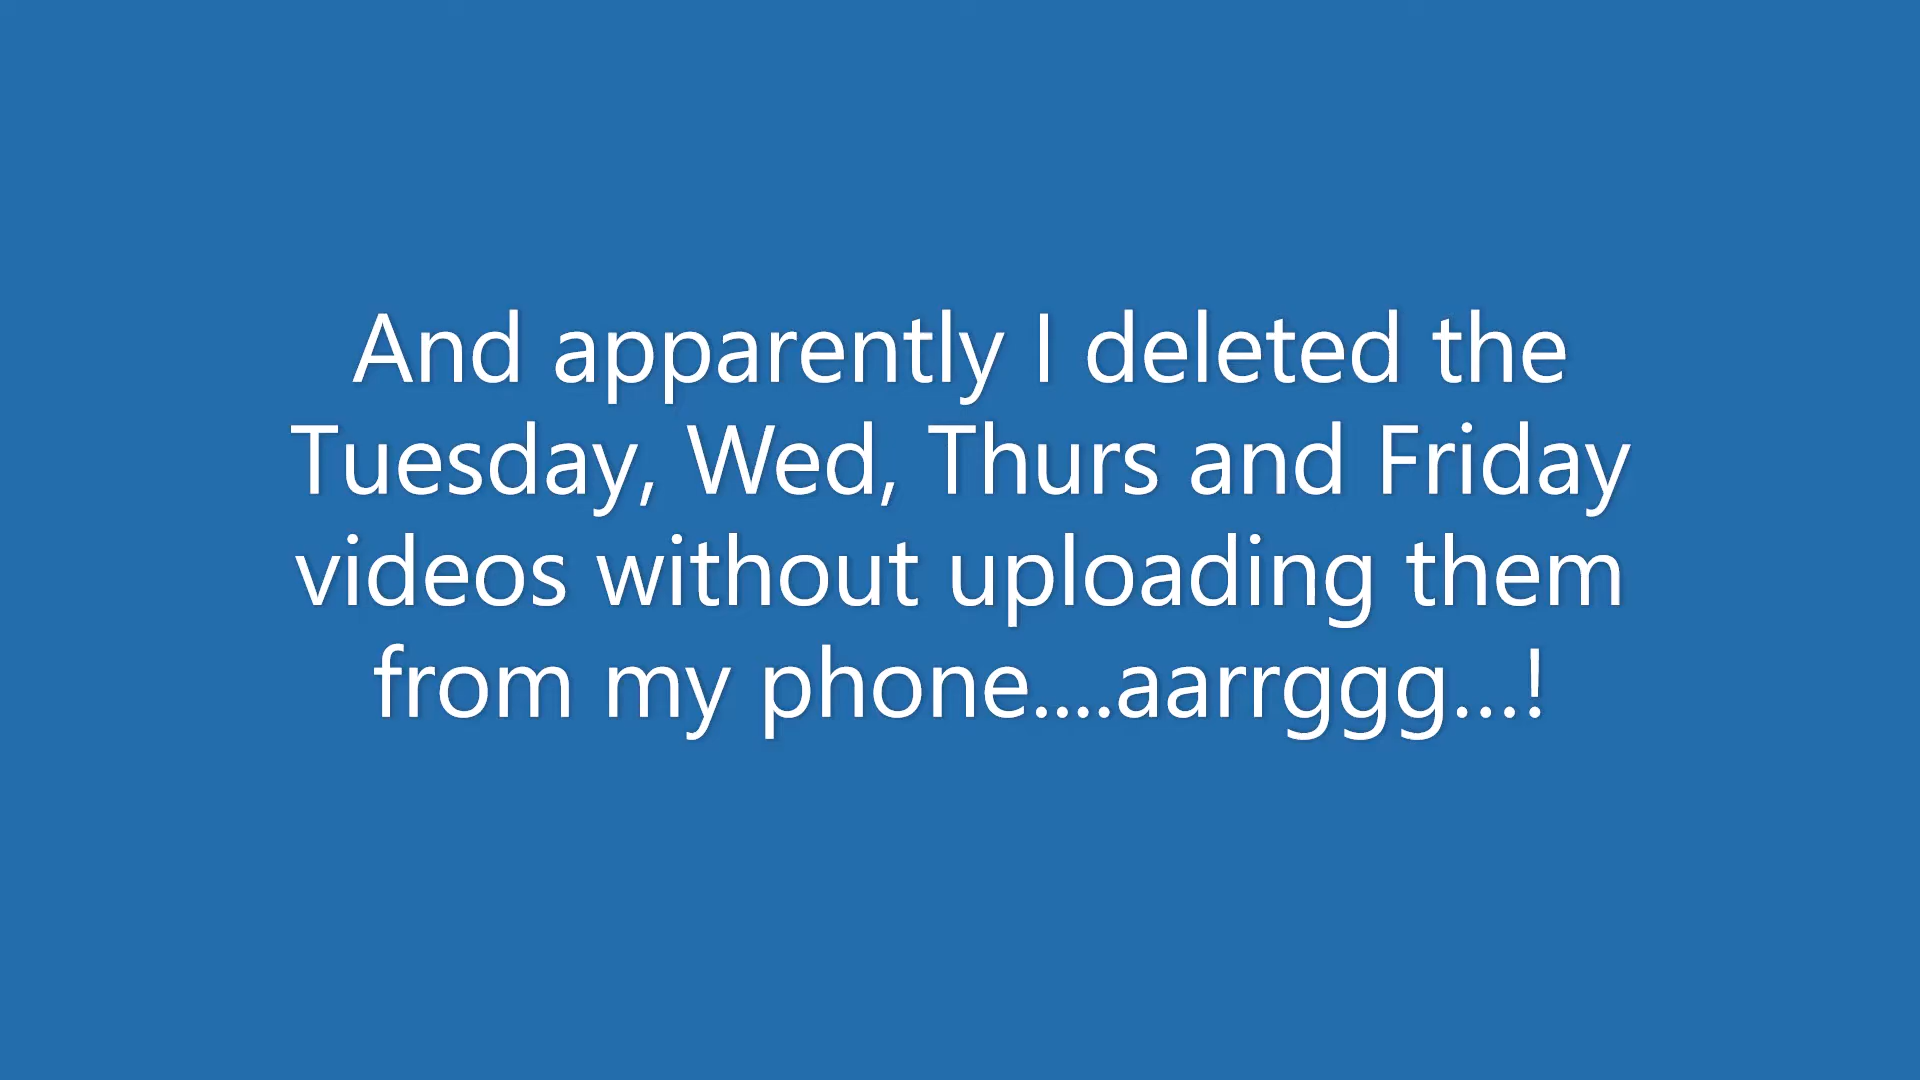 And apparently I deleted the
Tuesday, Wed, Thurs and Friday
videos without uploading them
from my phone....aarrggg...!